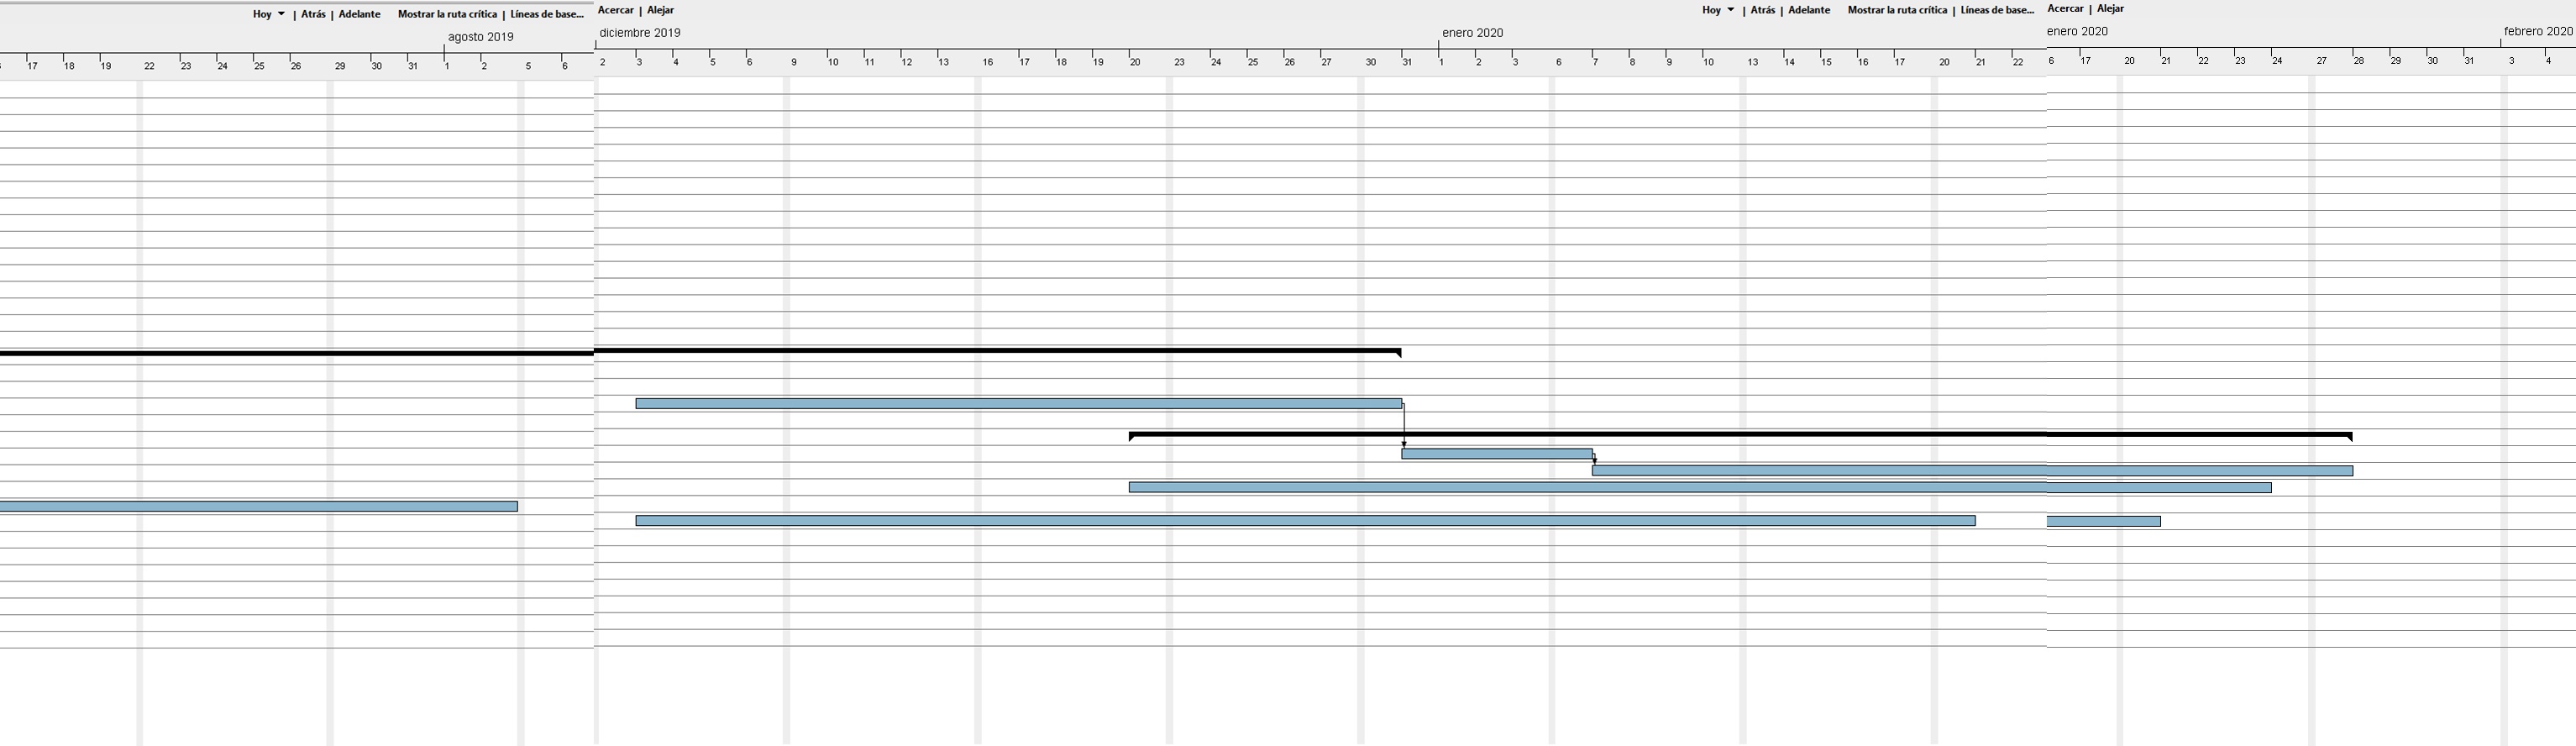 Hoy | Atrás | Adelante Mostrar la ruta crítica | Líneas de base...
agosto 2019
17 18 19 22 23 24 25 26 29 30 31 1 2 5 6
Acercar | Alejar
Hoy | Atrás | Adelante Mostrar la ruta crítica | Líneas de base...
diciembre 2019 enero 2020
2 3 4 5 6 9 10 11 12 13 16 17 18 19 20 23 24 25 26 27 30 31 1 2 3 6 7 8 9 10 13 14 15 16 17 20 21 22
Acercar | Alejar
enero 2020 febrero 2020
6 17 20 21 22 23 24 27 28 29 30 31 3 4